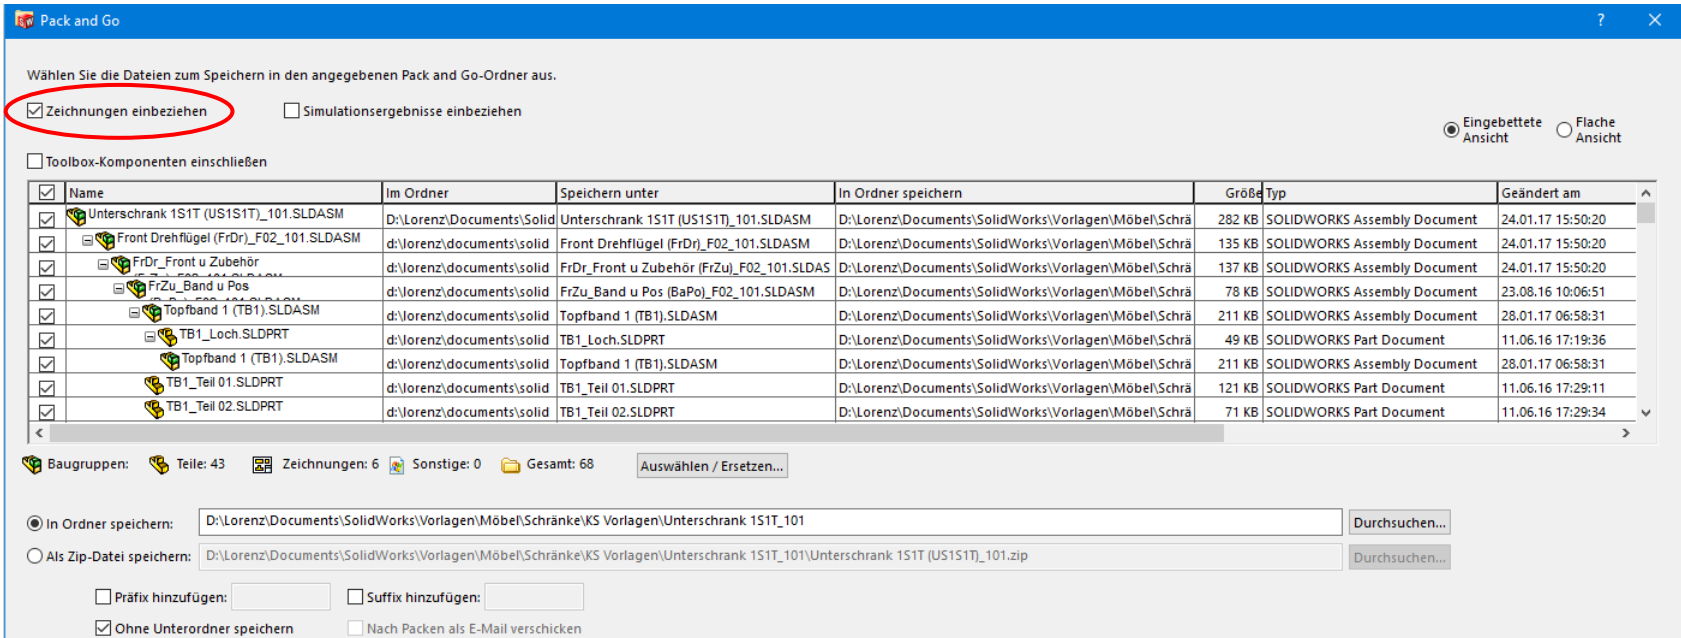 Pack and Go
Wählen Sie die Dateien zum Speichern in den angegebenen Pack and Go-Ordner aus.
Zeichnungen einbeziehen Simulationsergebnisse einbeziehen
Eingebettete Ansicht Flache Ansicht
Toolbox-Komponenten einschließen
Name Im Ordner Speichern unter In Ordner speichern Größe Typ Geändert am
Unterschrank 1S1T (US1S1T)_101.SLDASM D:\Lorenz\Documents\Solid Unterschrank 1S1T (US1S1T)_101.SLDASM D:\Lorenz\Documents\SolidWorks\Vorlagen\Möbel\Schrä 282 KB SOLIDWORKS Assembly Document 24.01.17 15:50:20
Front Drehflügel (FrDr)_F02_101.SLDASM d:\lorenz\documents\solid Front Drehflügel (FrDr)_F02_101.SLDASM D:\Lorenz\Documents\SolidWorks\Vorlagen\Möbel\Schrä 135 KB SOLIDWORKS Assembly Document 24.01.17 15:50:20
FrDr_Front u Zubehör d:\lorenz\documents\solid FrDr_Front u Zubehör (FrZu)_F02_101.SLDAS D:\Lorenz\Documents\SolidWorks\Vorlagen\Möbel\Schrä 137 KB SOLIDWORKS Assembly Document 24.01.17 15:50:20
FrZu_Band u Pos d:\lorenz\documents\solid FrZu_Band u Pos (BaPo)_F02_101.SLDASM D:\Lorenz\Documents\SolidWorks\Vorlagen\Möbel\Schrä 78 KB SOLIDWORKS Assembly Document 23.08.16 10:06:51
Topfband 1 (TB1).SLDASM d:\lorenz\documents\solid Topfband 1 (TB1).SLDASM D:\Lorenz\Documents\SolidWorks\Vorlagen\Möbel\Schrä 211 KB SOLIDWORKS Assembly Document 28.01.17 06:58:31
TB1_Loch.SLDPRT d:\lorenz\documents\solid TB1_Loch.SLDPRT D:\Lorenz\Documents\SolidWorks\Vorlagen\Möbel\Schrä 49 KB SOLIDWORKS Part Document 11.06.16 17:19:36
Topfband 1 (TB1).SLDASM d:\lorenz\documents\solid Topfband 1 (TB1).SLDASM D:\Lorenz\Documents\SolidWorks\Vorlagen\Möbel\Schrä 211 KB SOLIDWORKS Assembly Document 28.01.17 06:58:31
TB1_Teil 01.SLDPRT d:\lorenz\documents\solid TB1_Teil 01.SLDPRT D:\Lorenz\Documents\SolidWorks\Vorlagen\Möbel\Schrä 121 KB SOLIDWORKS Part Document 11.06.16 17:29:11
TB1_Teil 02.SLDPRT d:\lorenz\documents\solid TB1_Teil 02.SLDPRT D:\Lorenz\Documents\SolidWorks\Vorlagen\Möbel\Schrä 71 KB SOLIDWORKS Part Document 11.06.16 17:29:34
Baugruppen: Teile: 43 Zeichnungen: 6 Sonstige: 0 Gesamt: 68 Auswählen / Ersetzen...
In Ordner speichern: D:\Lorenz\Documents\SolidWorks\Vorlagen\Möbel\Schränke\KS Vorlagen\Unterschrank 1S1T_101 Durchsuchen...
Als Zip-Datei speichern: D:\Lorenz\Documents\SolidWorks\Vorlagen\Möbel\Schränke\KS Vorlagen\Unterschrank 1S1T_101\Unterschrank 1S1T (US1S1T)_101.zip Durchsuchen...
Präfix hinzufügen: Suffix hinzufügen:
Ohne Unterordner speichern Nach Packen als E-Mail verschicken